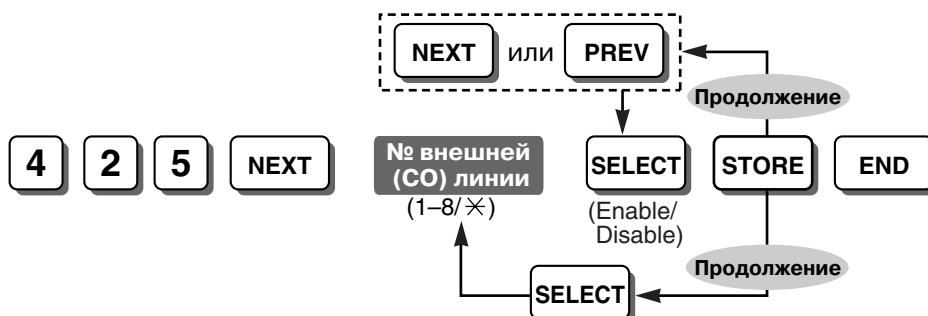 NEXT или PREV
Продолжение
4 2 5 NEXT № внешней (СО) линии SELECT STORE END
(1–8/✳)
(Enable/
Disable)
Продолжение
SELECT